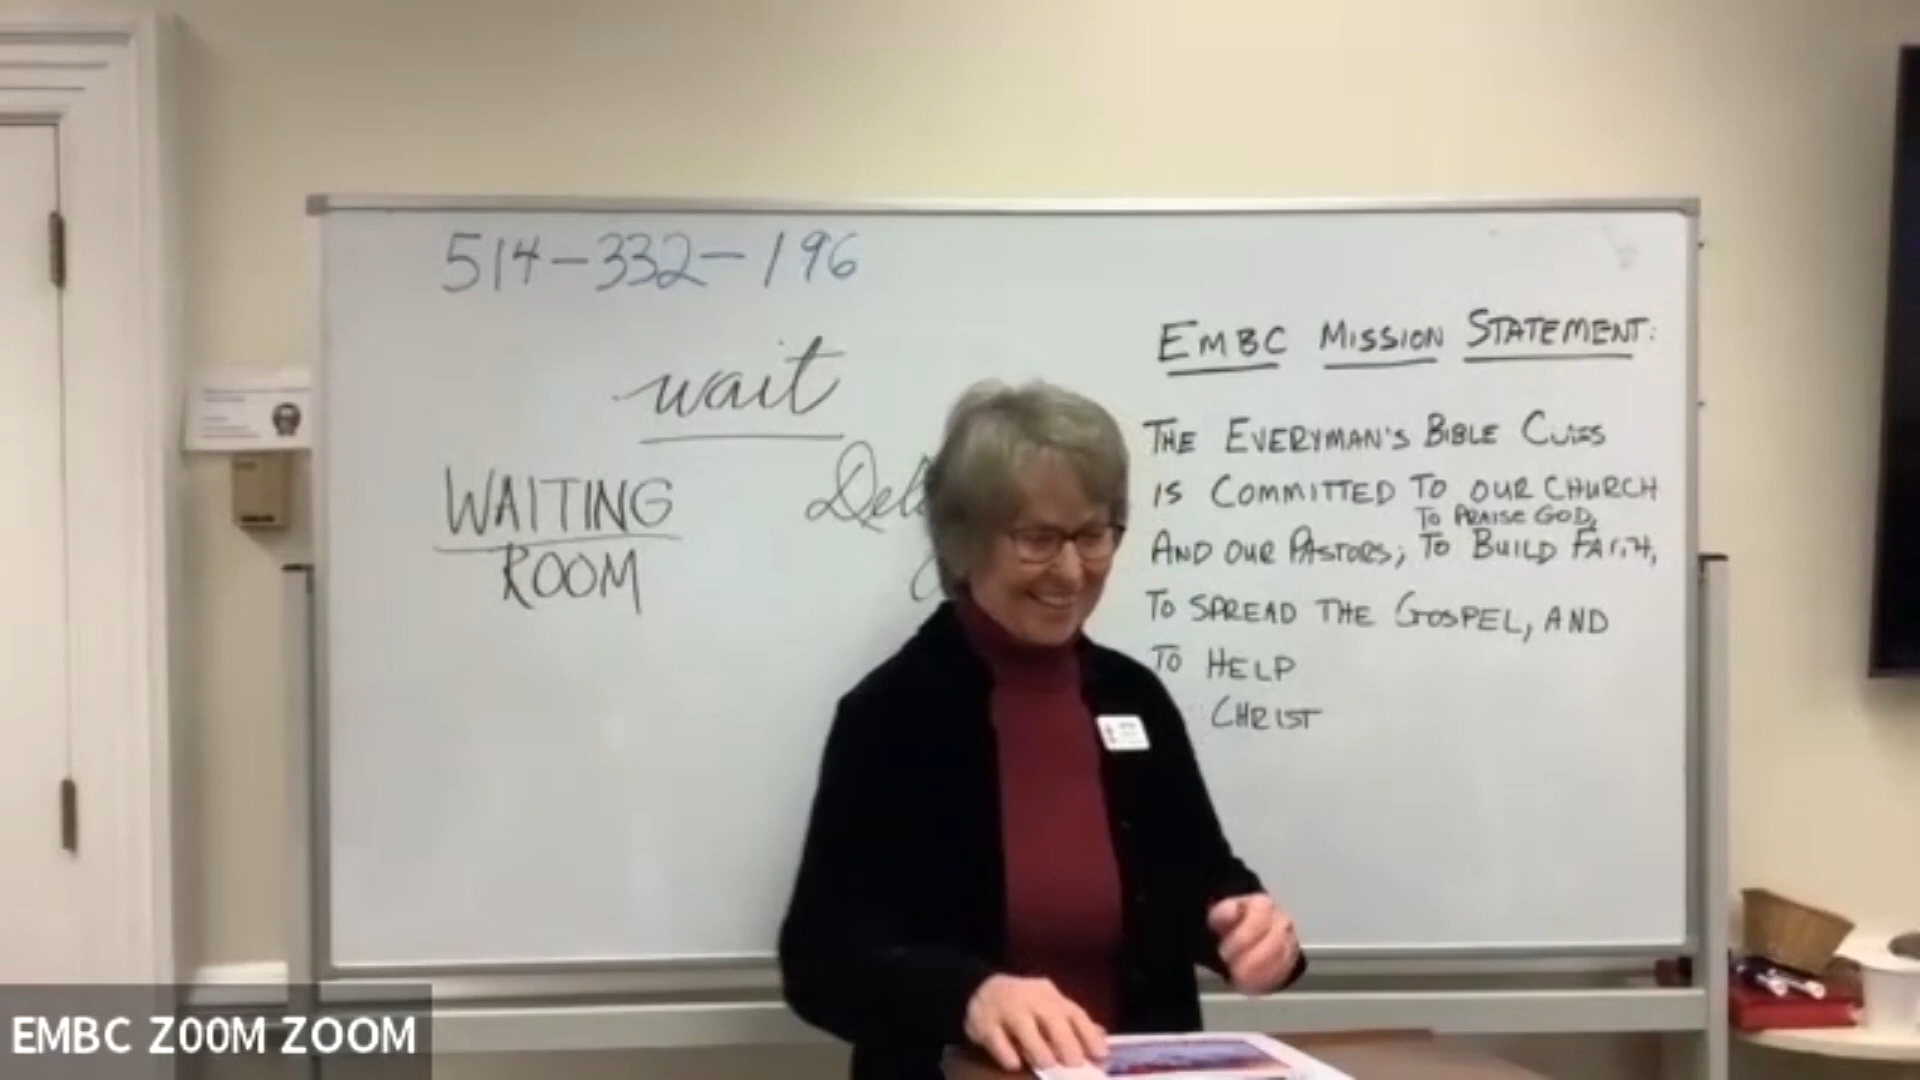 514-332-196
wait
WAITING
ROOM
EMBC MISSION STATEMENT:
THE EVERYMAN'S BIBLE
IS COMMITTED TO OUR CHURCH
TO PRAISE GOD,
AND OUR PASTORS; TO BUILD FAITH,
TO SPREAD THE GOSPEL, AND
TO HELP
CHRIST
EMBC Z00M ZOOM